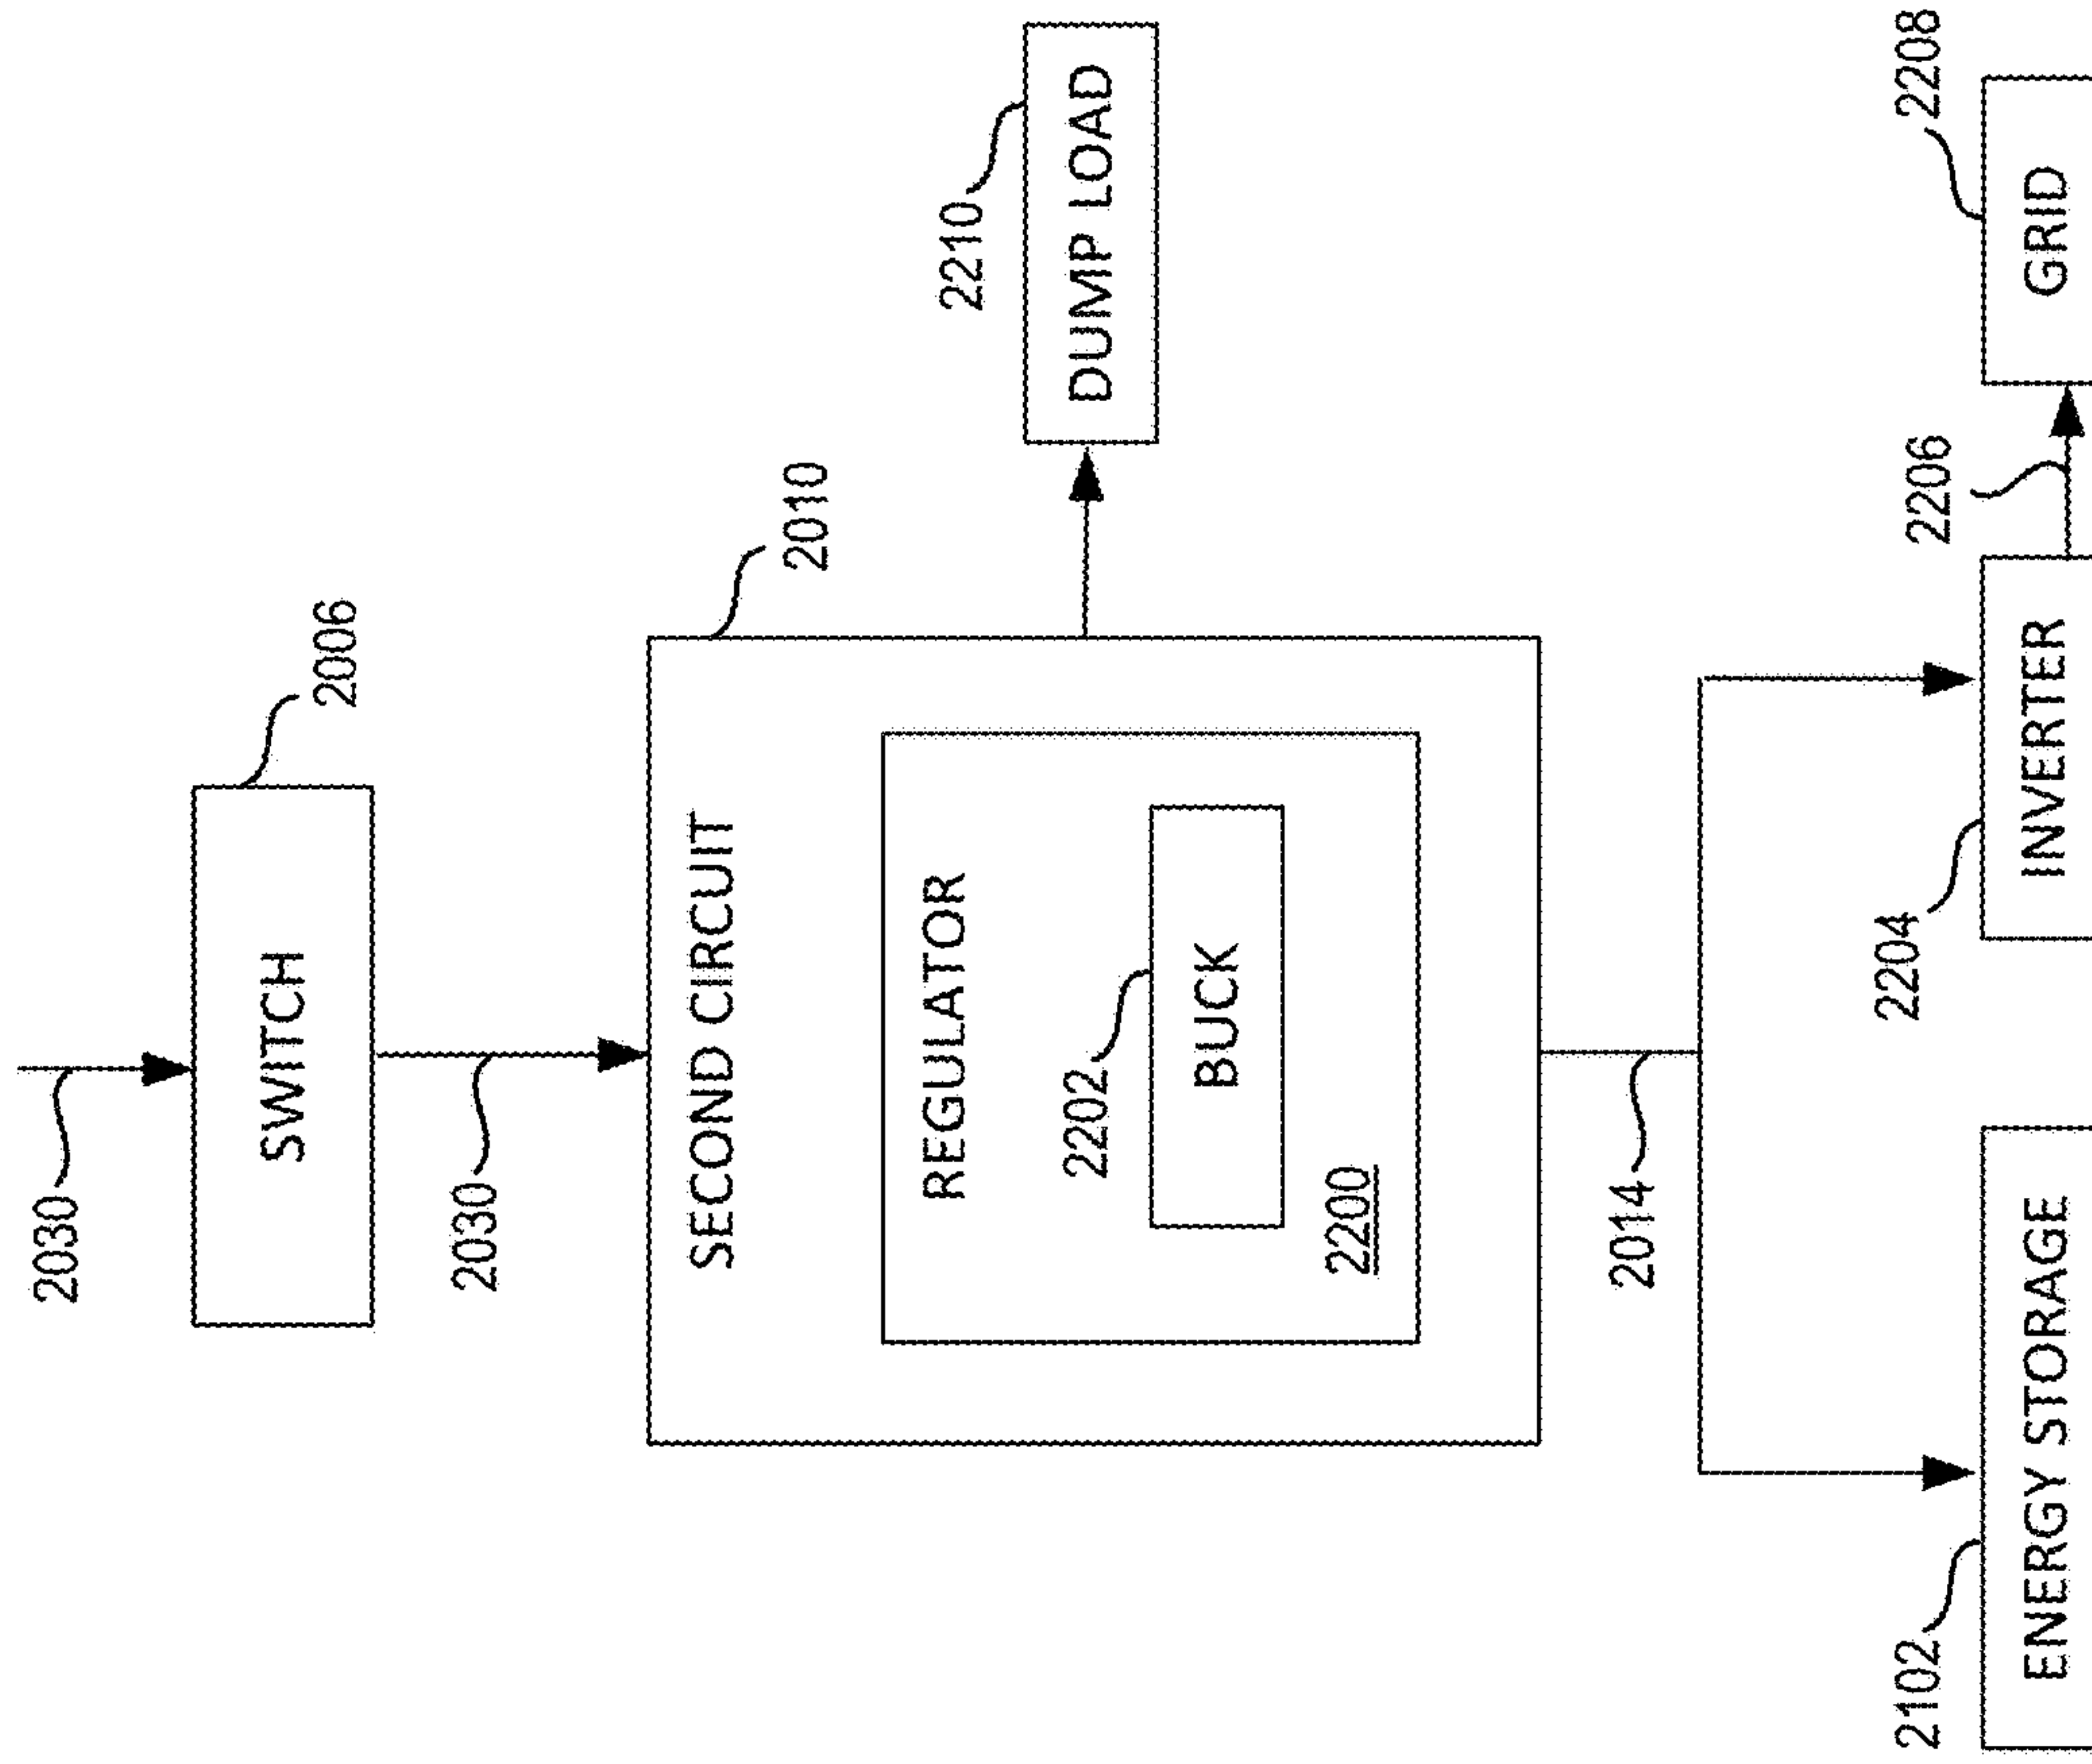 2030
SWITCH
2006
2030
SECOND CIRCUIT
2010
REGULATOR
2202
BUCK
2200
2210
DUMP LOAD
2014
2102
ENERGY STORAGE
2204
INVERTER
2206
2208
GRID